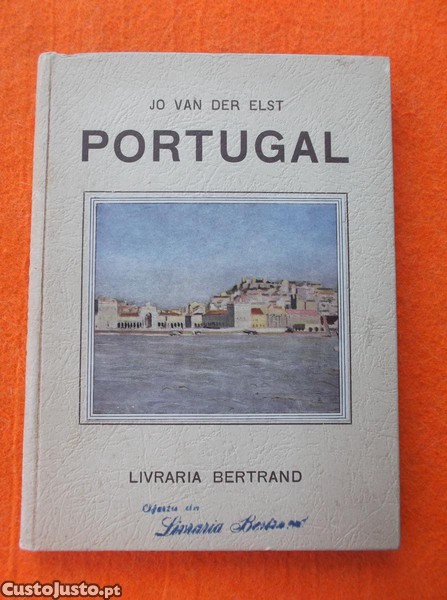 JO VAN DER ELST
PORTUGAL
LIVRARIA BERTRAND
Oferta da
Livraria Bertrand
CustoJusto.pt